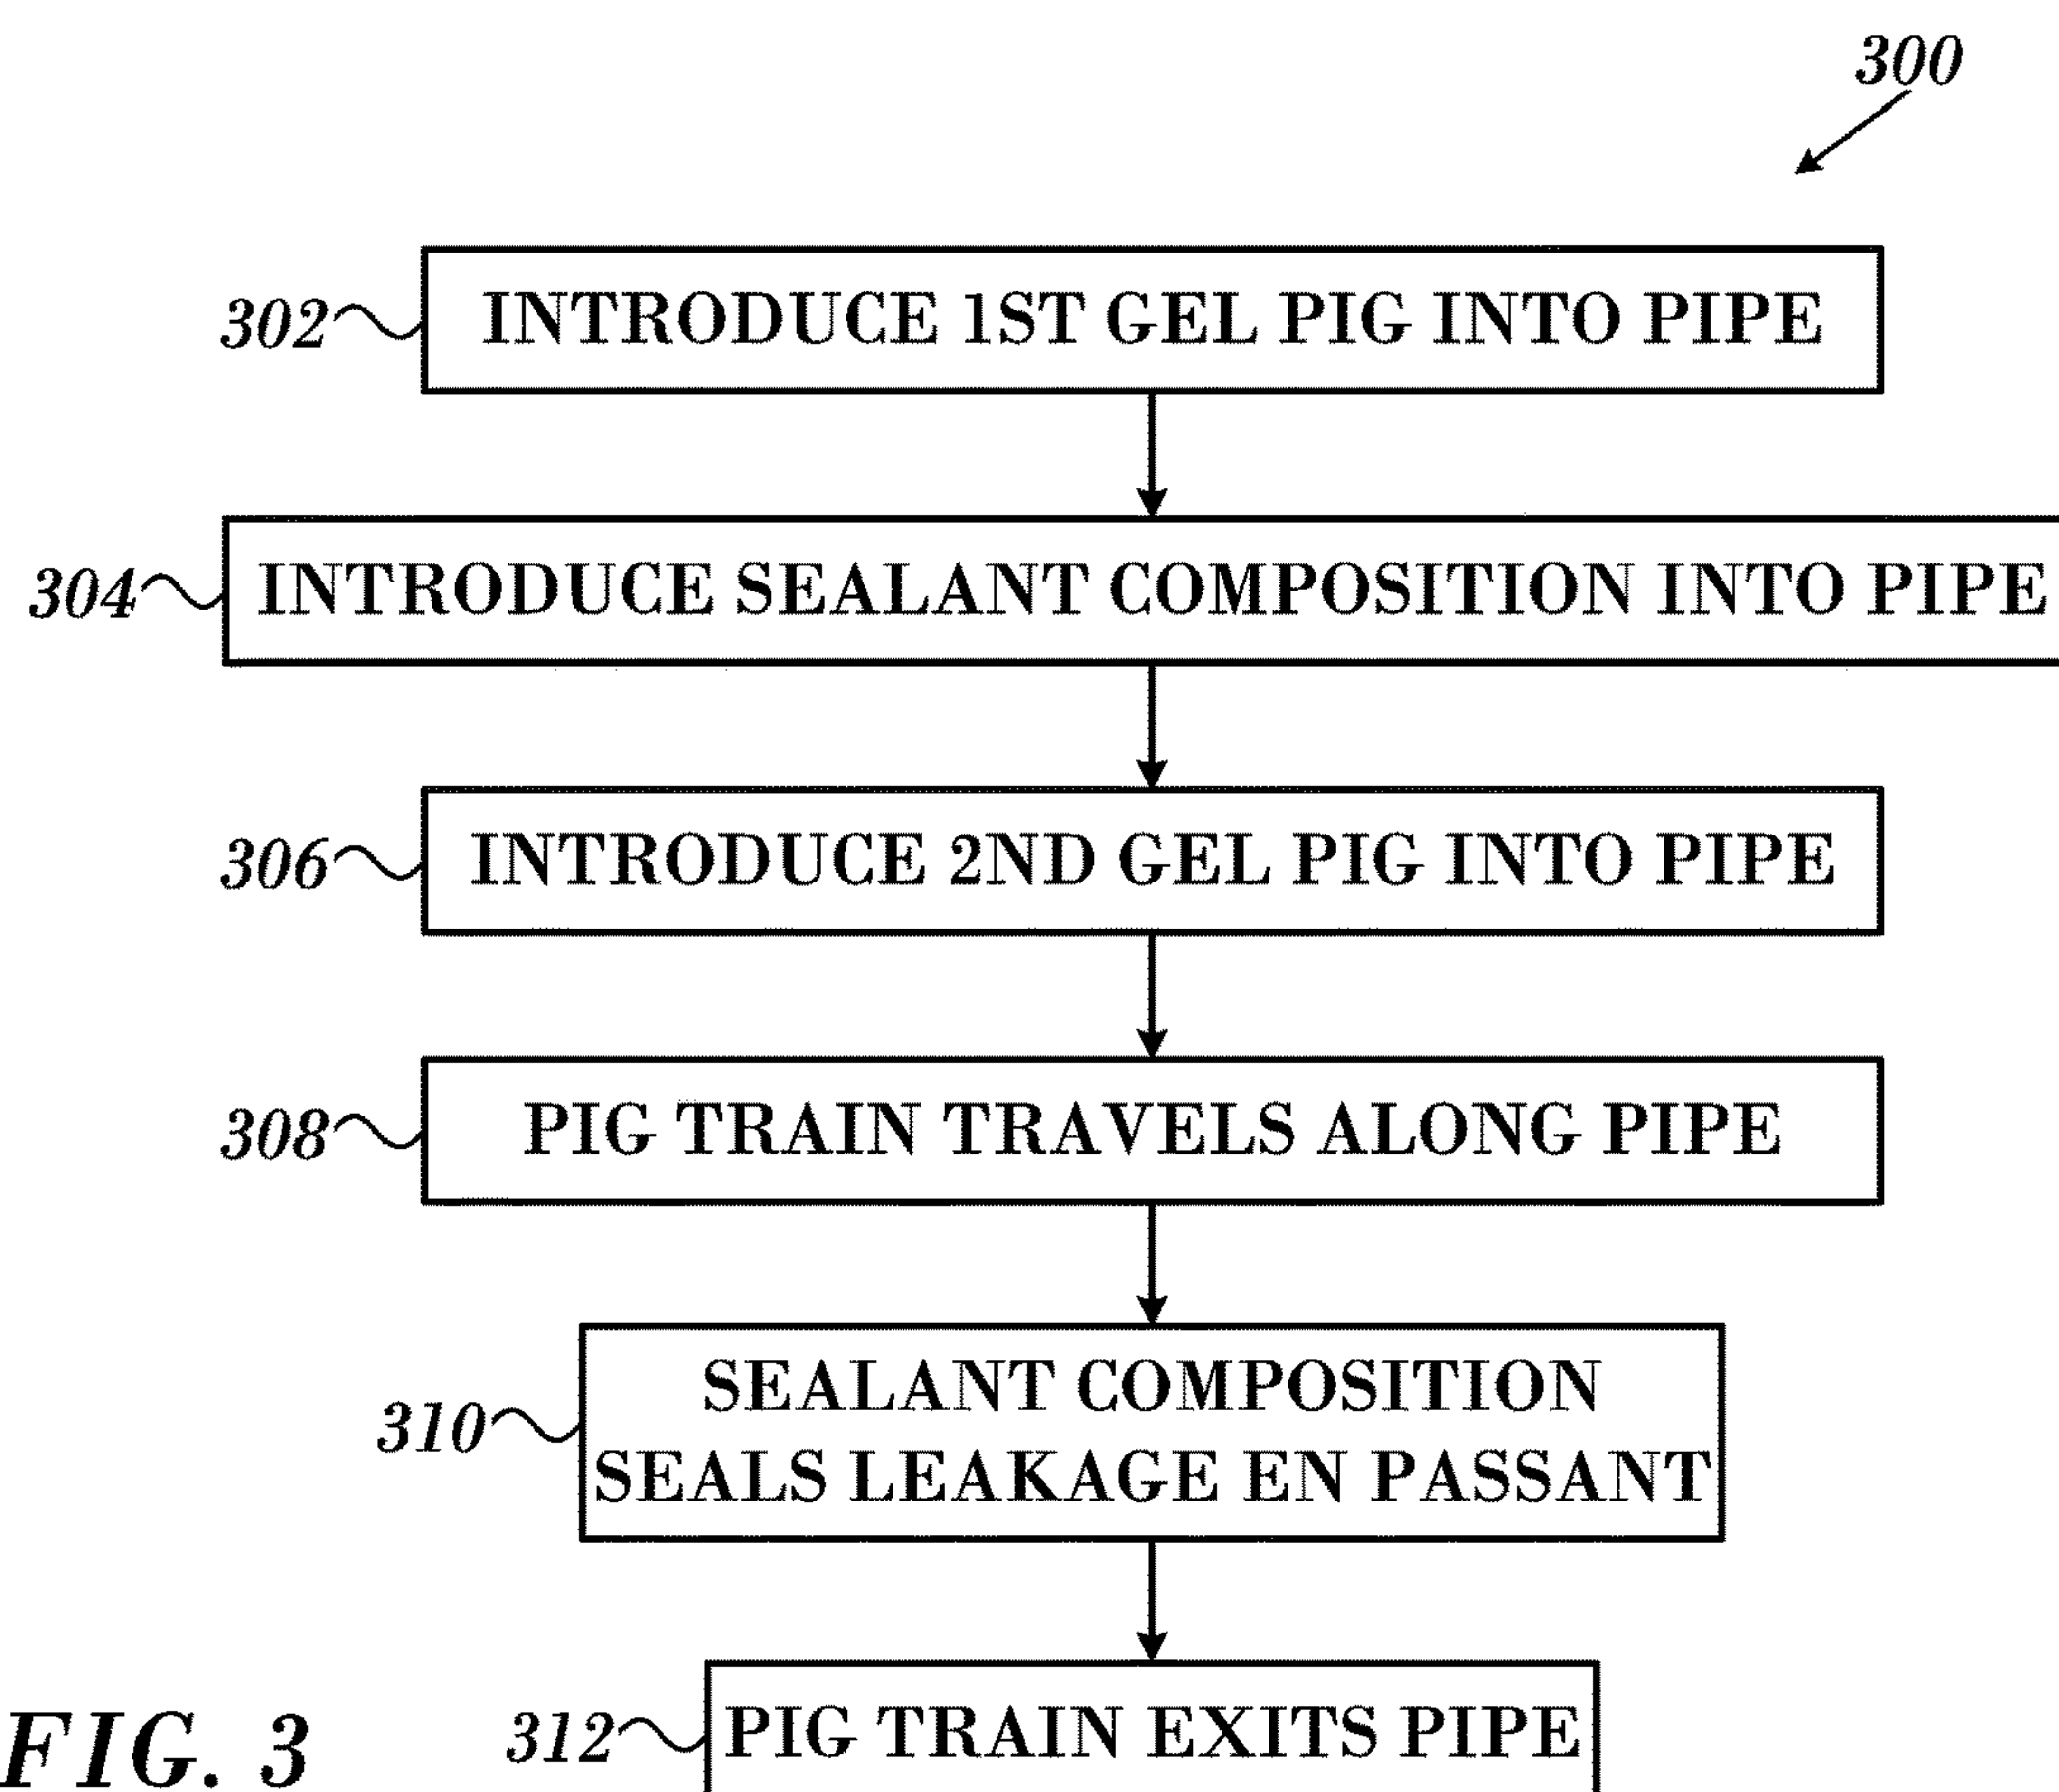 300
302 INTRODUCE 1ST GEL PIG INTO PIPE
304 INTRODUCE SEALANT COMPOSITION INTO PIPE
306 INTRODUCE 2ND GEL PIG INTO PIPE
308 PIG TRAIN TRAVELS ALONG PIPE
310 SEALANT COMPOSITION
SEALS LEAKAGE EN PASSANT
312 PIG TRAIN EXITS PIPE
FIG. 3